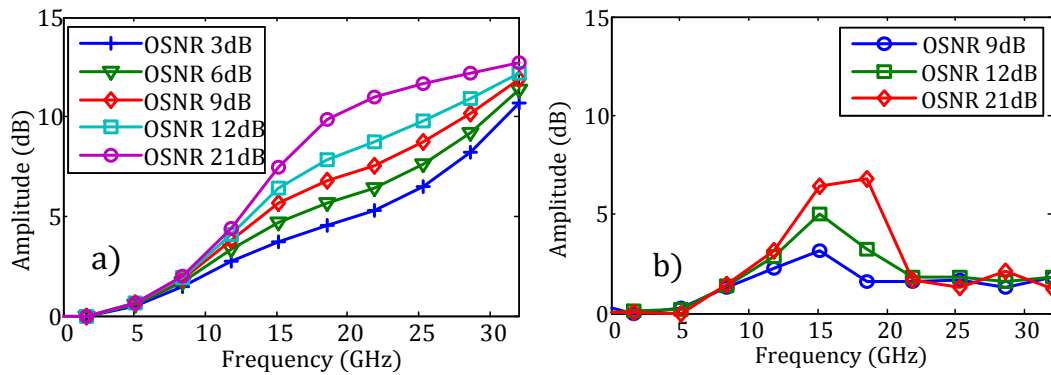 15
10
5
0
Amplitude (dB)
OSNR 3dB
OSNR 6dB
OSNR 9dB
OSNR 12dB
OSNR 21dB
a)
0 5 10 15 20 25 30
Frequency (GHz)
15
10
5
0
Amplitude (dB)
OSNR 9dB
OSNR 12dB
OSNR 21dB
b)
0 5 10 15 20 25 30
Frequency (GHz)